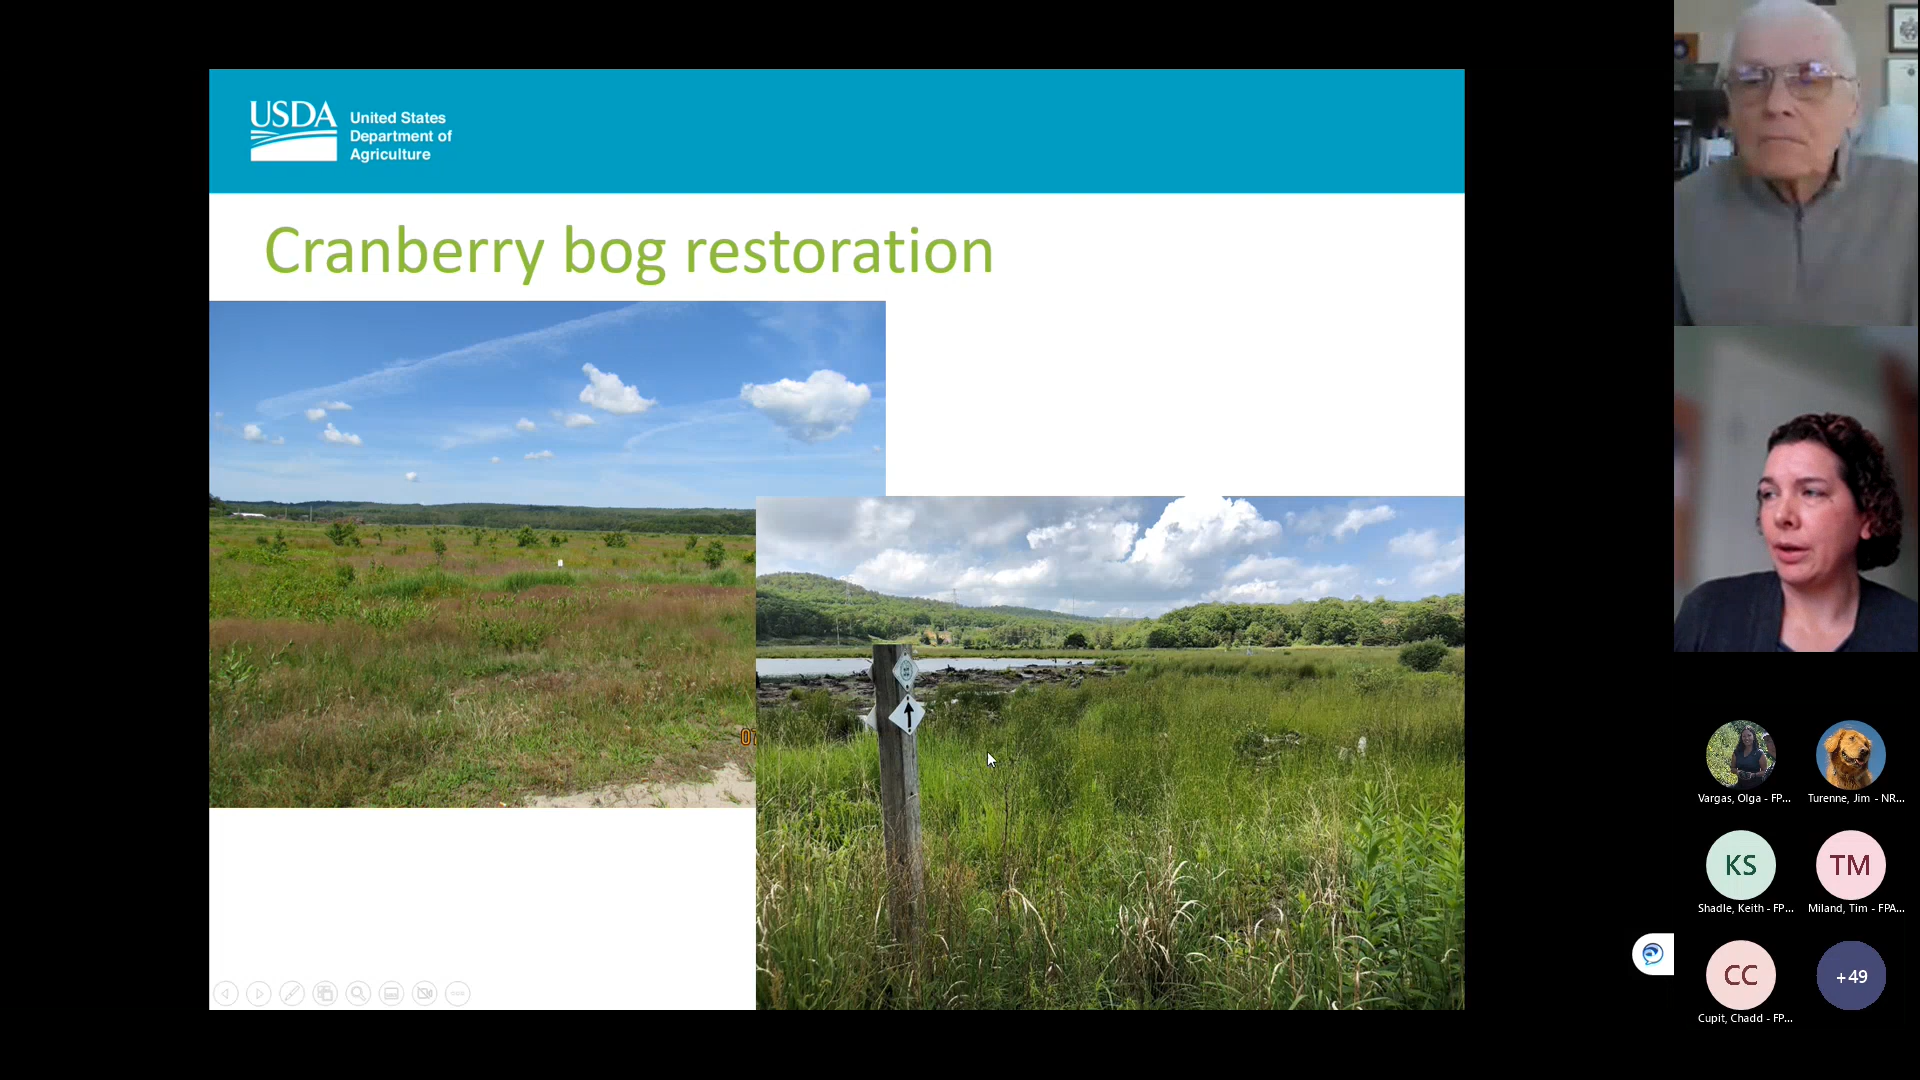 USDA
United States
Department of
Agriculture
Cranberry bog restoration
07
Vargas, Olga - FP...
Turenne, Jim - NR...
KS
TM
Shadle, Keith - FP...
Miland, Tim - FPA...
CC
+49
Cupit, Chadd - FP...